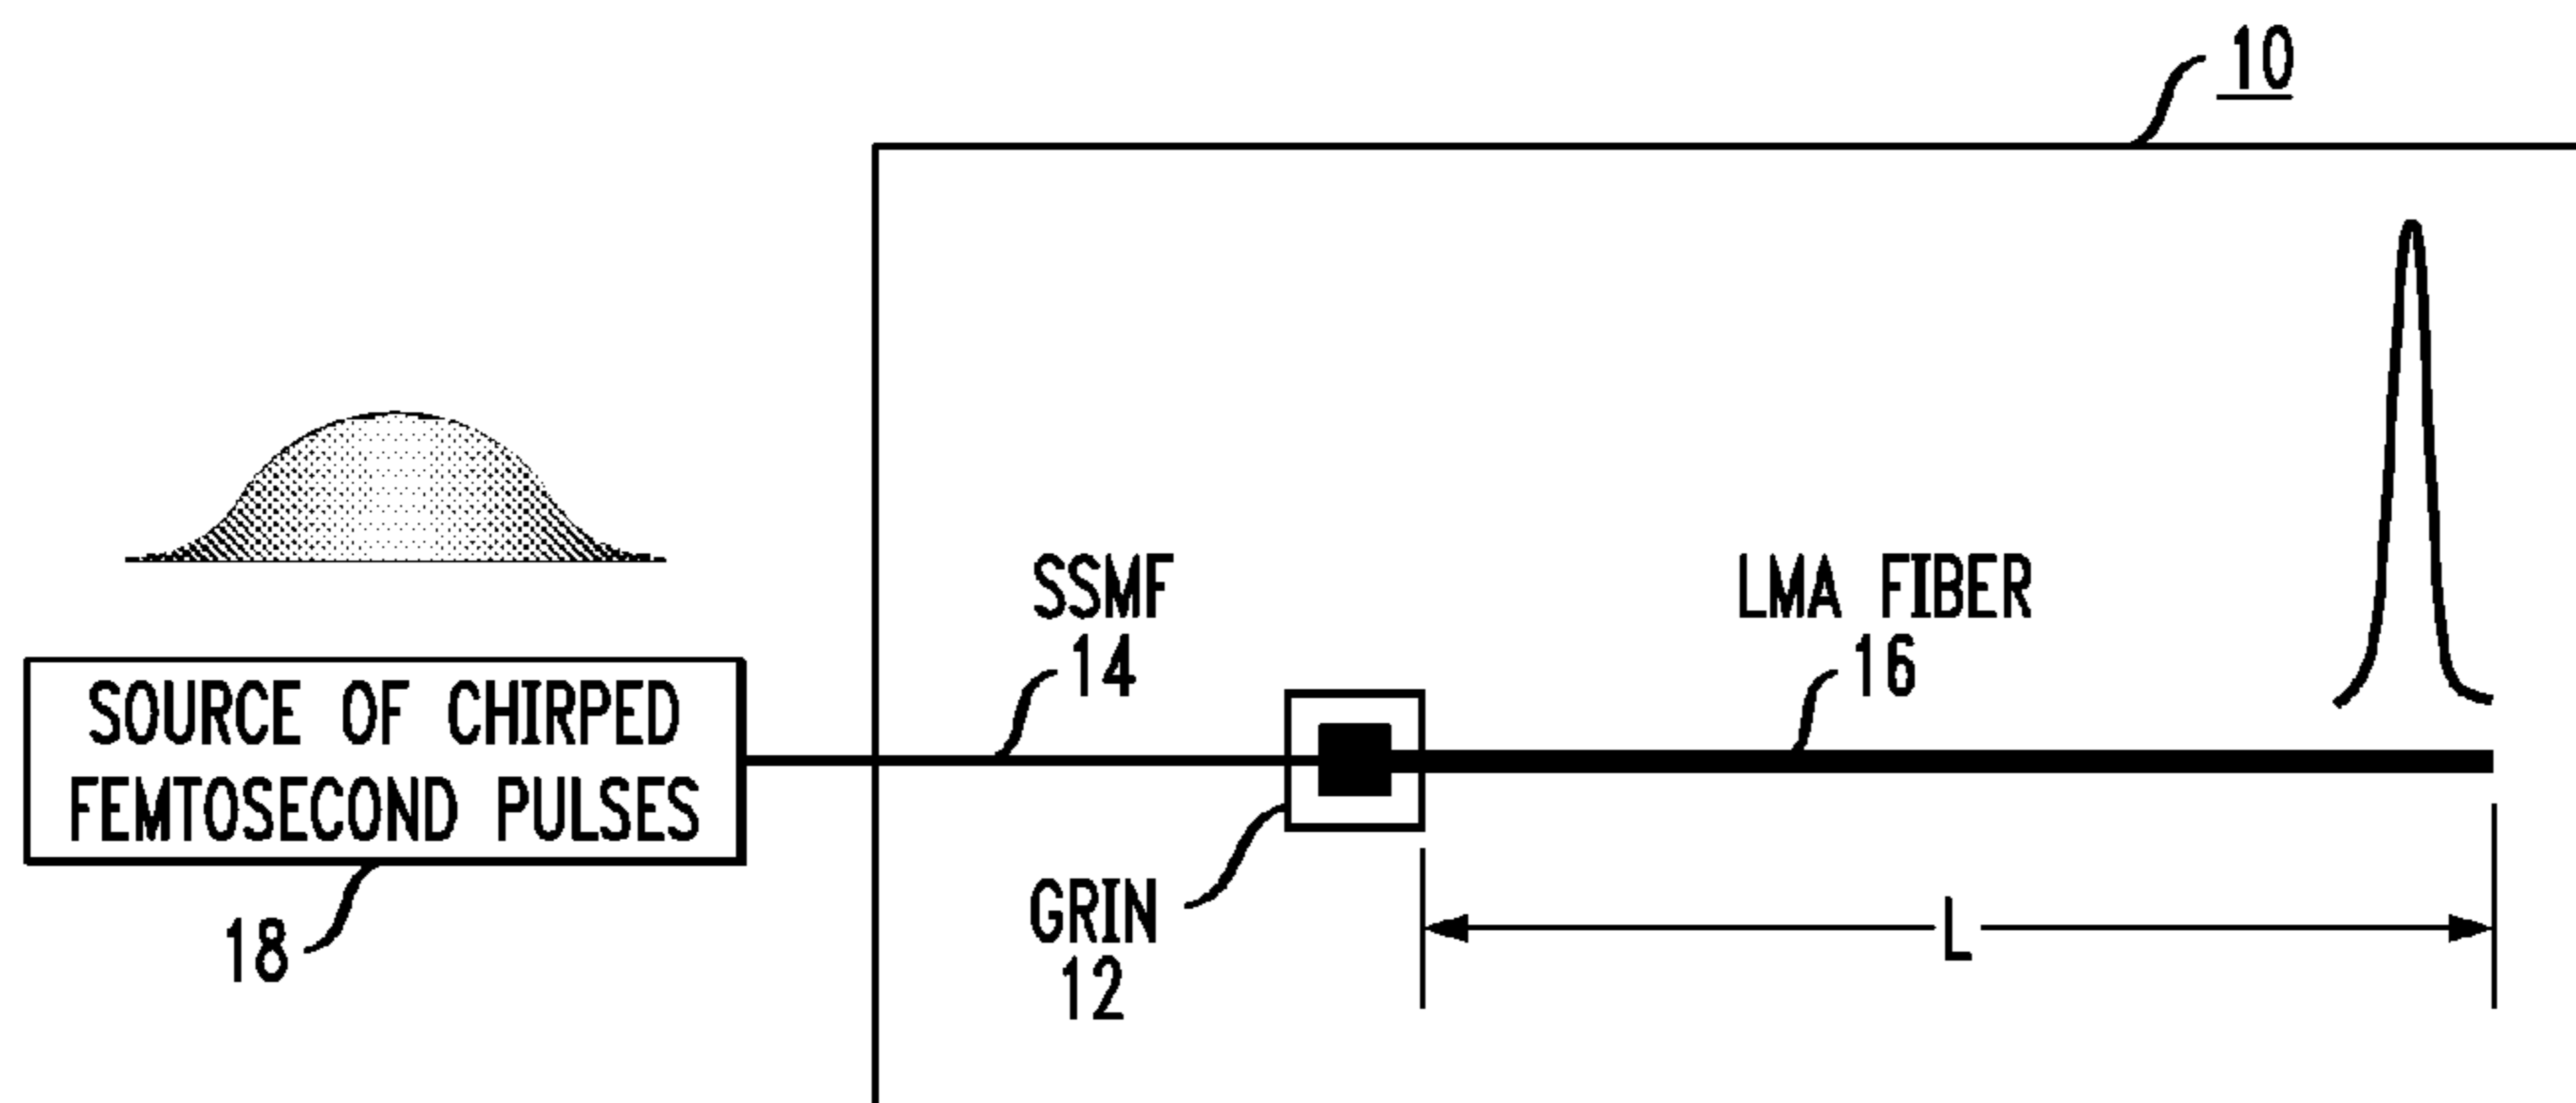 10
SSMF
14
LMA FIBER
16
SOURCE OF CHIRPED
FEMTOSECOND PULSES
18
GRIN
12
L